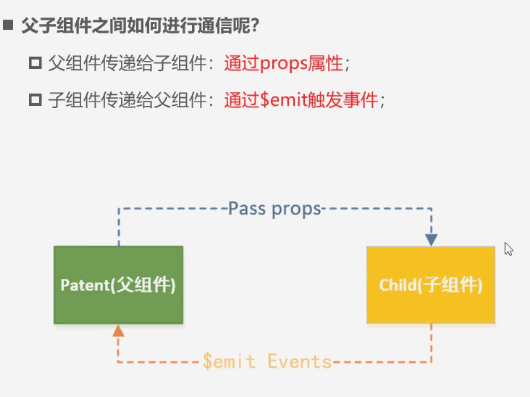 父子组件之间如何进行通信呢？
父组件传递给子组件：通过props属性；
子组件传递给父组件：通过$emit触发事件；
Pass props
Patent(父组件)
Child(子组件)
$emit Events